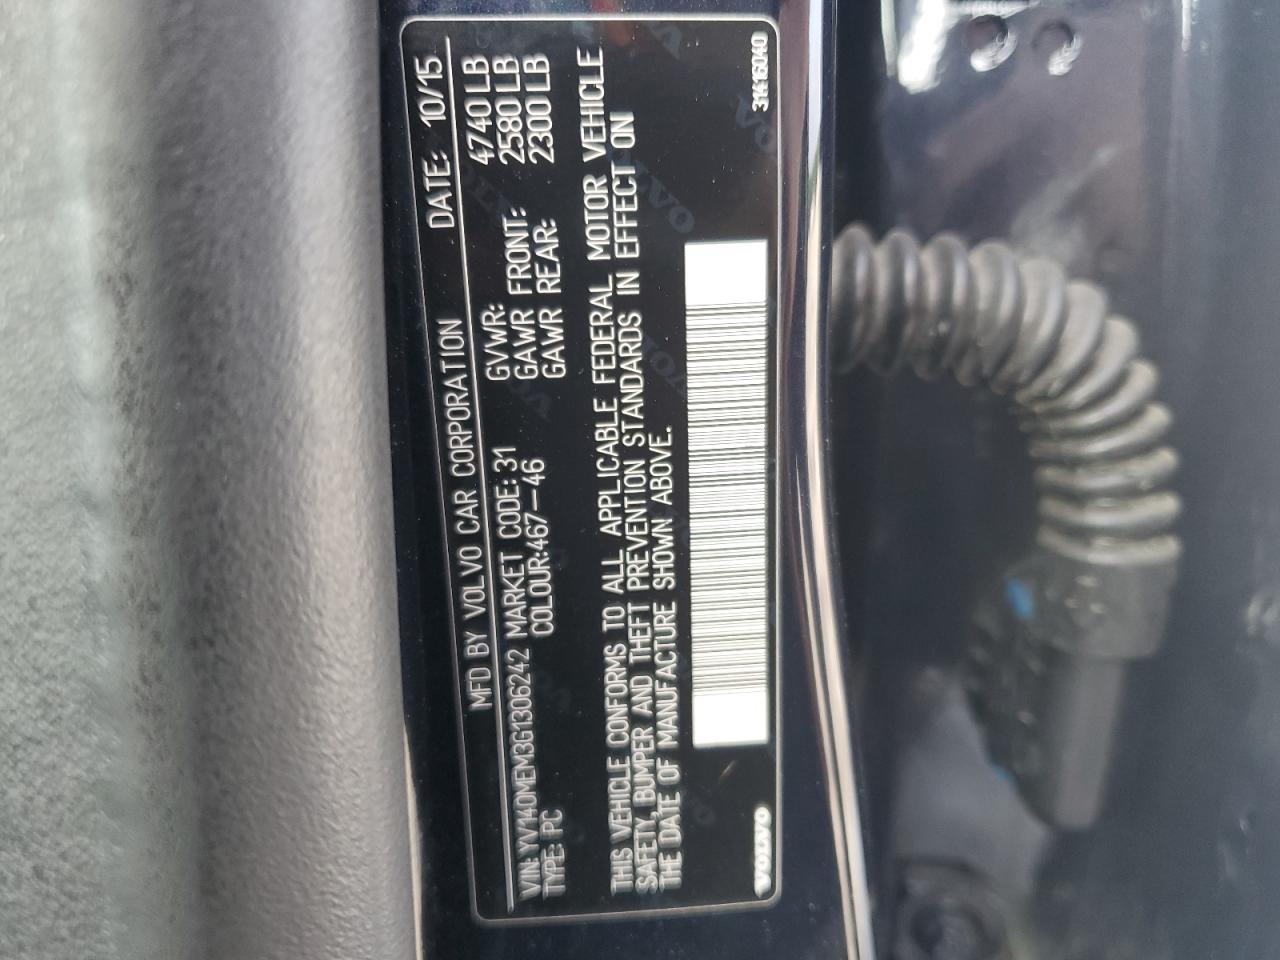 MFD BY VOLVO CAR CORPORATION DATE: 10/15
VIN: YV140MEM3G1306242 MARKET CODE: 31 GVWR: 4740 LB
TYPE: PC COLOUR:467-46 GAWR FRONT: 2580 LB
GAWR REAR: 2300 LB
THIS VEHICLE CONFORMS TO ALL APPLICABLE FEDERAL MOTOR VEHICLE
SAFETY, BUMPER AND THEFT PREVENTION STANDARDS IN EFFECT ON
THE DATE OF MANUFACTURE SHOWN ABOVE.
VOLVO 31416040